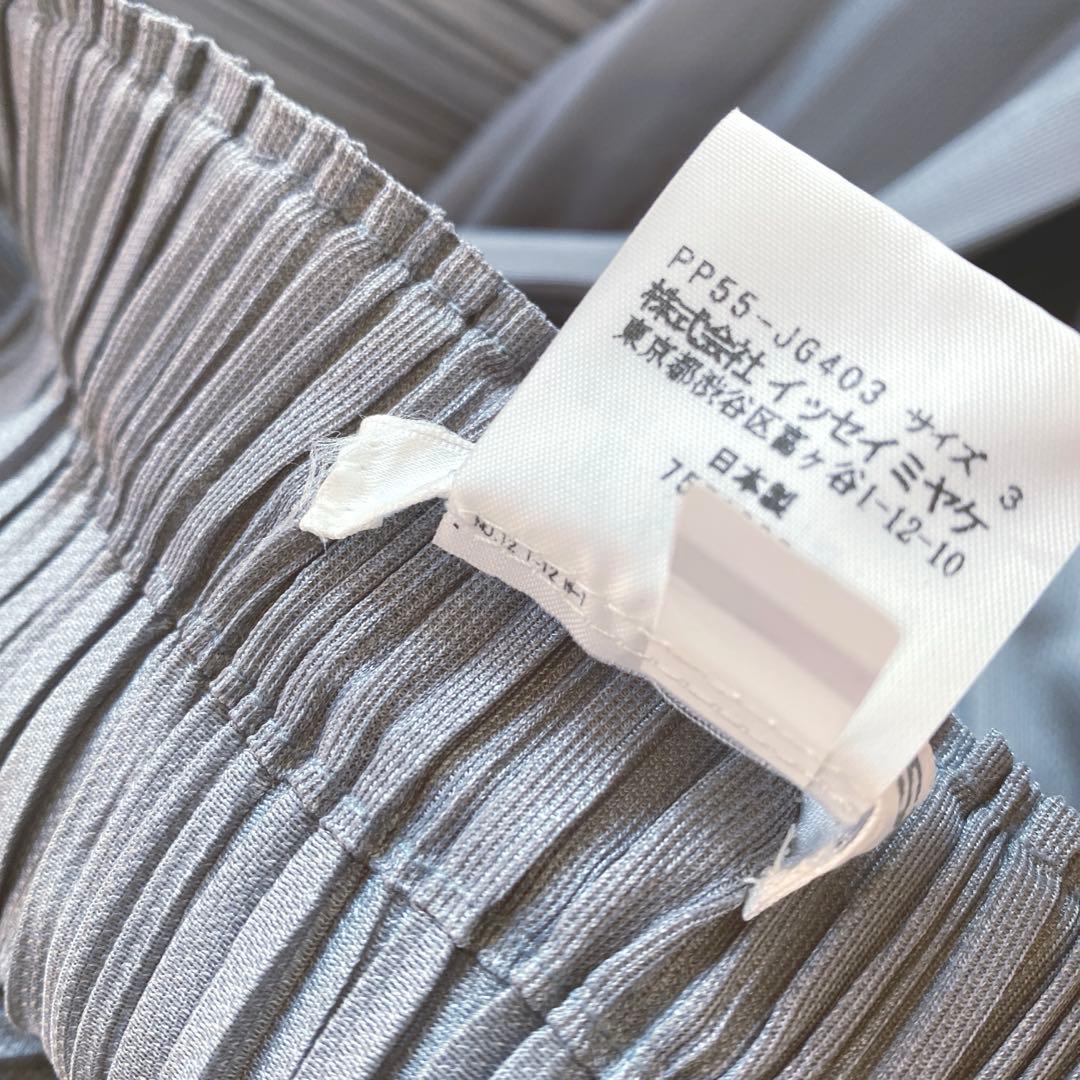 PP55-JG403 サイズ 3
株式会社イッセイミヤケ
東京都渋谷区富ヶ谷1-12-10
日本製